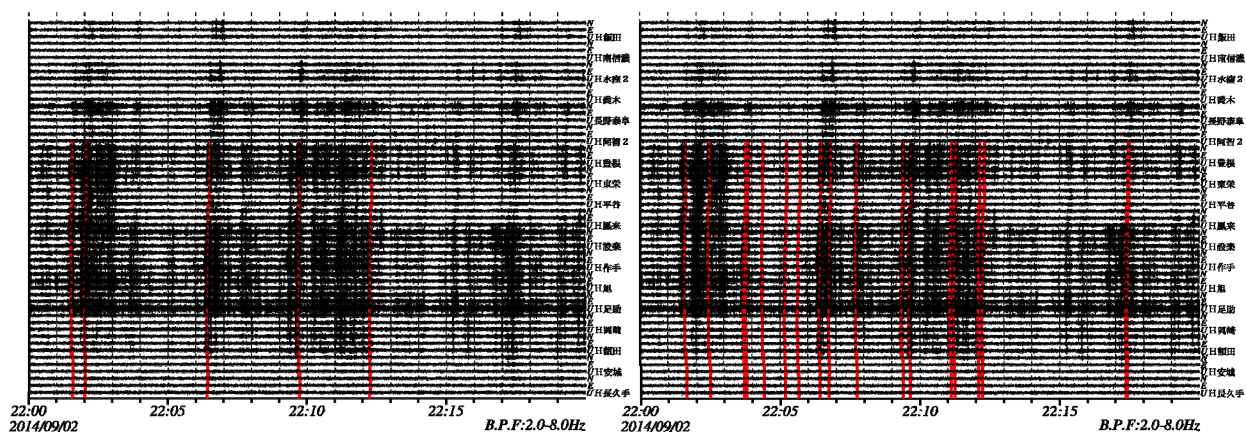 N
E
U H飯田
N
E
U H南信濃
N
E
U H水窪2
N
E
U H喬木
N
E
U 長野泰阜
N
E
U H阿智2
N
E
U H豊根
N
E
U H東栄
N
E
U H平谷
N
E
U H鳳来
N
E
U H設楽
N
E
U H作手
N
E
U H旭
N
E
U H足助
N
E
U H岡崎
N
E
U H額田
N
E
U H安城
N
E
U H長久手
22:00 22:05 22:10 22:15
2014/09/02 B.P.F:2.0-8.0Hz
N
E
U H飯田
N
E
U H南信濃
N
E
U H水窪2
N
E
U H喬木
N
E
U 長野泰阜
N
E
U H阿智2
N
E
U H豊根
N
E
U H東栄
N
E
U H平谷
N
E
U H鳳来
N
E
U H設楽
N
E
U H作手
N
E
U H旭
N
E
U H足助
N
E
U H岡崎
N
E
U H額田
N
E
U H安城
N
E
U H長久手
22:00 22:05 22:10 22:15
2014/09/02 B.P.F:2.0-8.0Hz